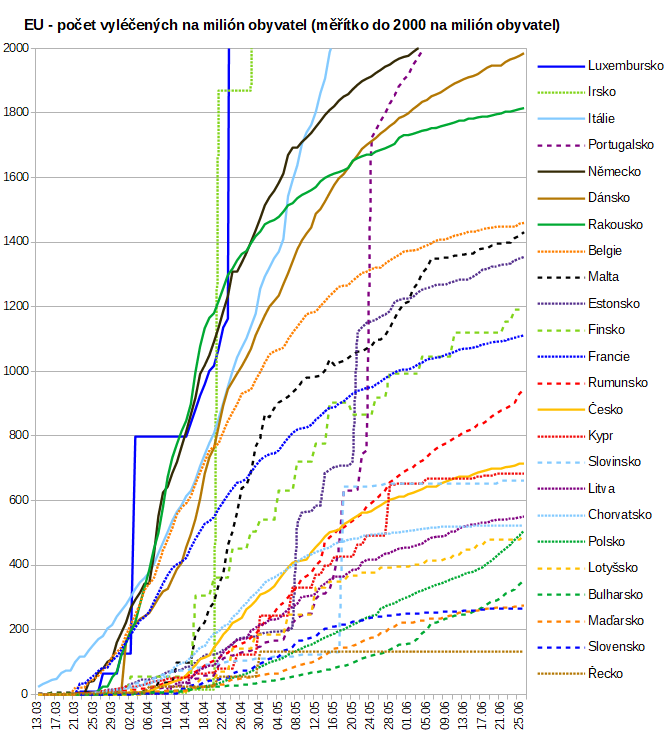 EU - počet vyléčených na milión obyvatel (měřítko do 2000 na milión obyvatel)
2000
1800
1600
1400
1200
1000
800
600
400
200
0
13.03
17.03
21.03
25.03
29.03
02.04
06.04
10.04
14.04
18.04
22.04
26.04
30.04
04.05
08.05
12.05
16.05
20.05
24.05
28.05
01.06
05.06
09.06
13.06
17.06
21.06
25.06
Luxembursko
Irsko
Itálie
Portugalsko
Německo
Dánsko
Rakousko
Belgie
Malta
Estonsko
Finsko
Francie
Rumunsko
Česko
Kypr
Slovinsko
Litva
Chorvatsko
Polsko
Lotyšsko
Bulharsko
Maďarsko
Slovensko
Řecko